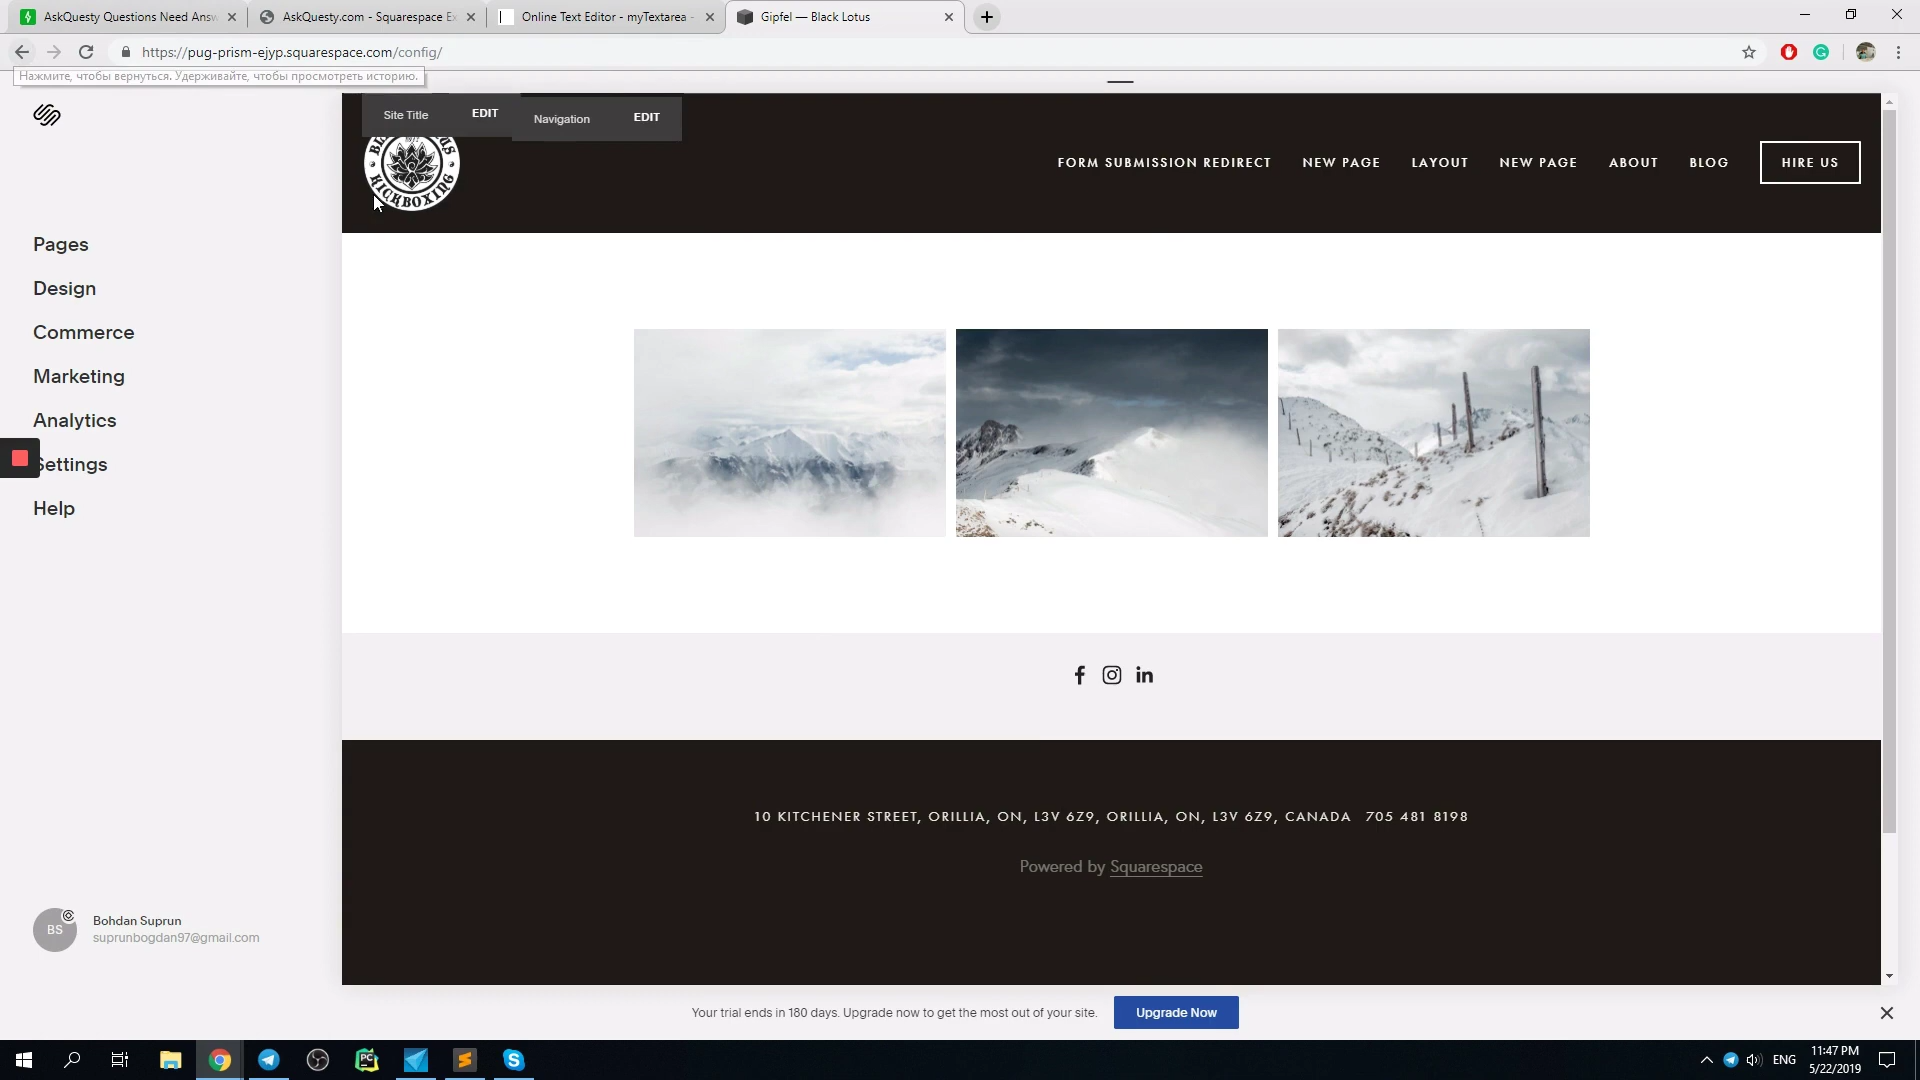 AskQuesty Questions Need Answ
AskQuesty.com - Squarespace Ex
Online Text Editor - myTextarea -
Gipfel — Black Lotus
https://pug-prism-ejyp.squarespace.com/config/
Нажмите, чтобы вернуться. Удерживайте, чтобы просмотреть историю.
Site Title
EDIT
Navigation
EDIT
KICKBOXING
FORM SUBMISSION REDIRECT
NEW PAGE
LAYOUT
NEW PAGE
ABOUT
BLOG
HIRE US
Pages
Design
Commerce
Marketing
Analytics
Settings
Help
10 KITCHENER STREET, ORILLIA, ON, L3V 6Z9, ORILLIA, ON, L3V 6Z9, CANADA 705 481 8198
Powered by Squarespace
BS
Bohdan Suprun
suprunbogdan97@gmail.com
Your trial ends in 180 days. Upgrade now to get the most out of your site.
Upgrade Now
ENG
11:47 PM
5/22/2019